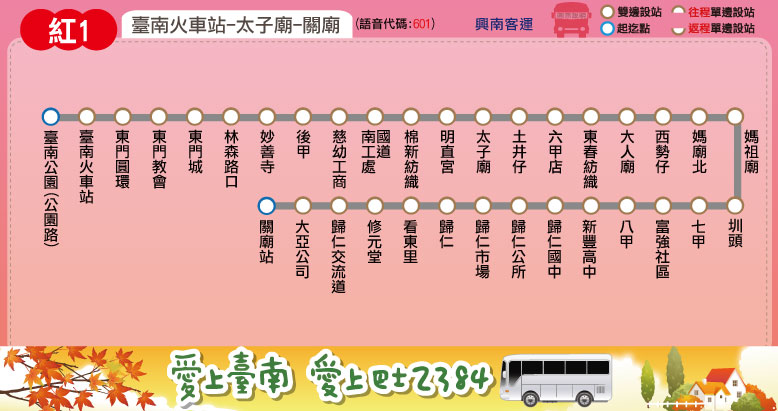 紅1
臺南火車站-太子廟-關廟
(語音代碼:601)
興南客運
雙邊設站
往程單邊設站
起迄點
返程單邊設站
臺南公園(公園路)
臺南火車站
東門圓環
東門教會
東門城
林森路口
妙善寺
後甲
慈幼工商
國道南工處
棉新紡織
明直宮
太子廟
土井仔
六甲店
東春紡織
大人廟
西勢仔
媽廟北
媽祖廟
關廟站
大亞公司
歸仁交流道
修元堂
看東里
歸仁
歸仁市場
歸仁公所
歸仁國中
新豐高中
八甲
富強社區
七甲
圳頭
愛上臺南 愛上巴士2384